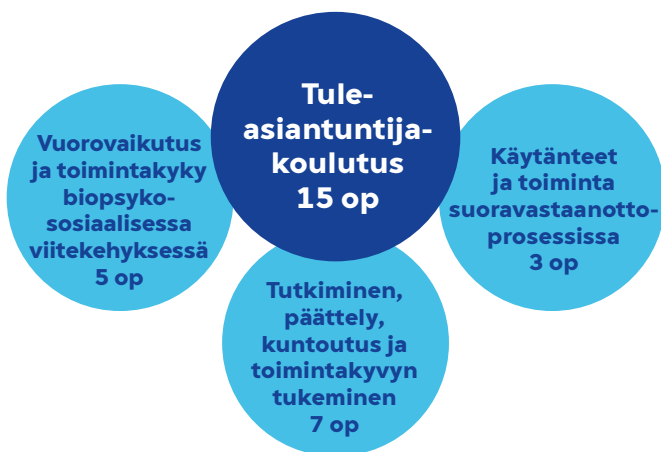 Tule-
asiantuntija-
koulutus
15 op
Vuorovaikutus
ja toimintakyky
biopsyko-
sosiaalisessa
viitekehyksessä
5 op
Tutkiminen,
päättely,
kuntoutus ja
toimintakyvyn
tukeminen
7 op
Käytänteet
ja toiminta
suoravastaanotto-
prosessissa
3 op